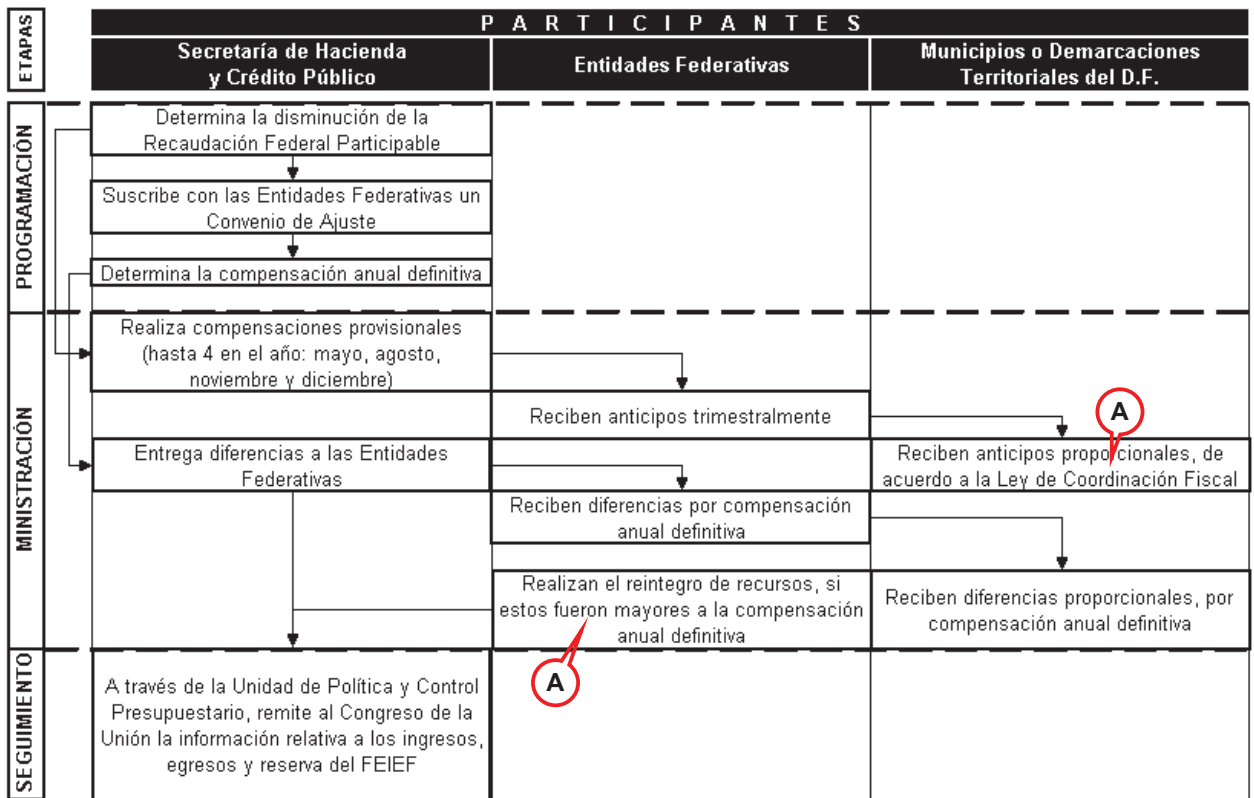 ETAPAS
PARTICIPANTES
Secretaría de Hacienda
y Crédito Público
Entidades Federativas
Municipios o Demarcaciones
Territoriales del D.F.
PROGRAMACIÓN
Determina la disminución de la
Recaudación Federal Participable
Suscribe con las Entidades Federativas un
Convenio de Ajuste
Determina la compensación anual definitiva
MINISTRACIÓN
Realiza compensaciones provisionales
(hasta 4 en el año: mayo, agosto,
noviembre y diciembre)
Reciben anticipos trimestralmente
A
Entrega diferencias a las Entidades
Federativas
Reciben anticipos proporcionales, de
acuerdo a la Ley de Coordinación Fiscal
Reciben diferencias por compensación
anual definitiva
Realizan el reintegro de recursos, si
estos fueron mayores a la compensación
anual definitiva
Reciben diferencias proporcionales, por
compensación anual definitiva
A
SEGUIMIENTO
A través de la Unidad de Política y Control
Presupuestario, remite al Congreso de la
Unión la información relativa a los ingresos,
egresos y reserva del FEIEF